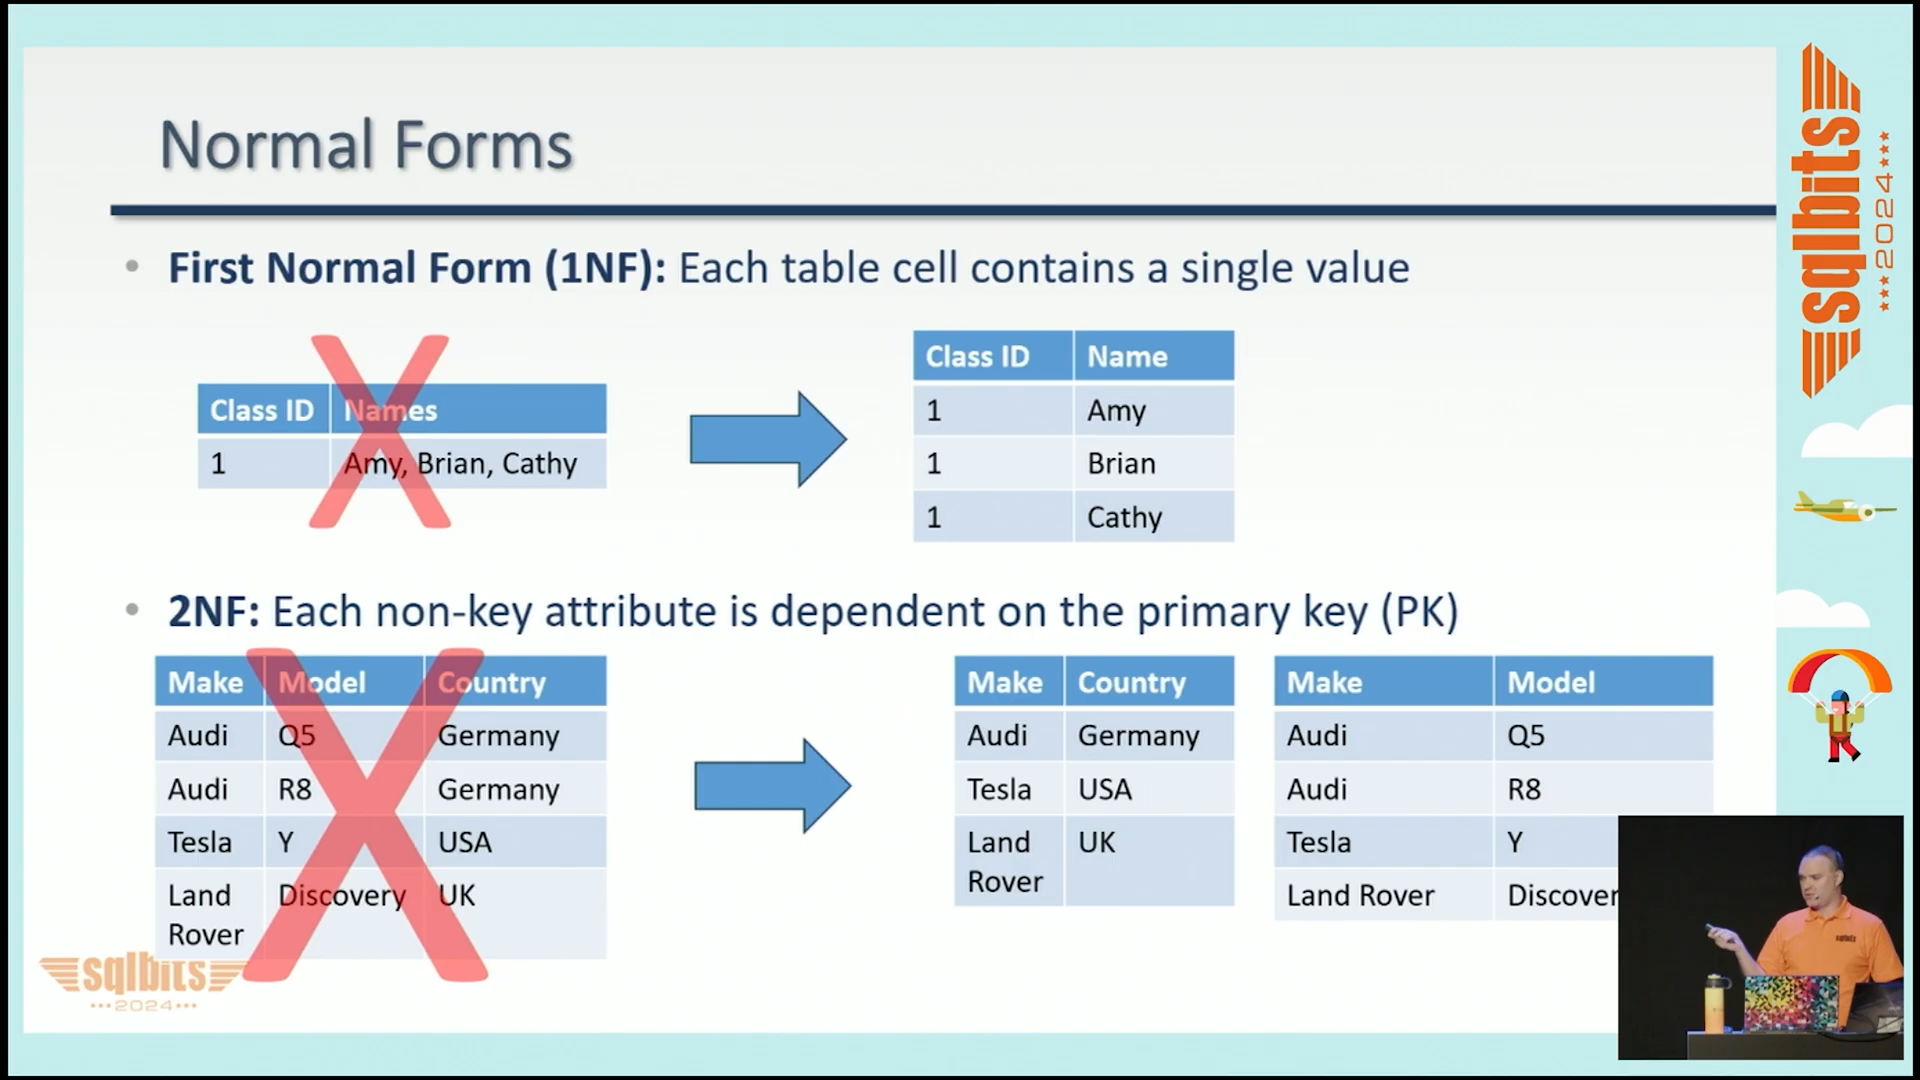 Normal Forms
• First Normal Form (1NF): Each table cell contains a single value
Class ID Names
1 Amy, Brian, Cathy
Class ID Name
1 Amy
1 Brian
1 Cathy
• 2NF: Each non-key attribute is dependent on the primary key (PK)
Make Model Country
Audi Q5 Germany
Audi R8 Germany
Tesla Y USA
Land Discovery UK
Rover
Make Country
Audi Germany
Tesla USA
Land UK
Rover
Make Model
Audi Q5
Audi R8
Tesla Y
Land Rover Discover
sqlbits
2024
sqlbits
2024
sqlbits